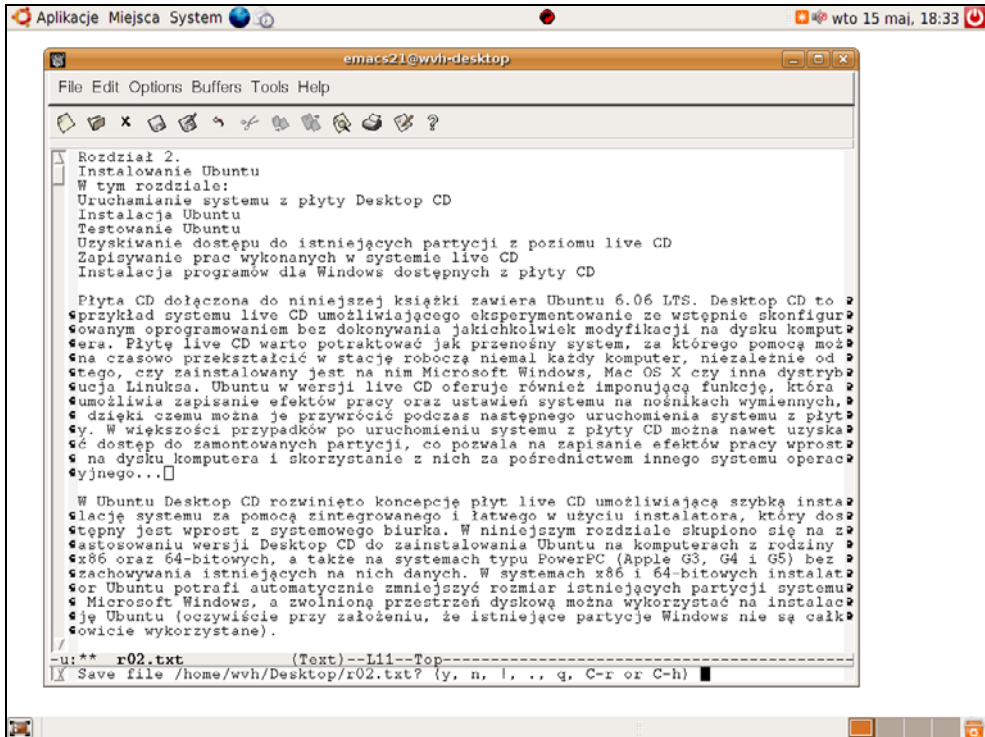 Aplikacje Miejsca System wto 15 maj, 18:33
emacs21@wvh-desktop
File Edit Options Buffers Tools Help
Rozdział 2.
Instalowanie Ubuntu
W tym rozdziale:
Uruchamianie systemu z płyty Desktop CD
Instalacja Ubuntu
Testowanie Ubuntu
Uzyskiwanie dostępu do istniejących partycji z poziomu live CD
Zapisywanie prac wykonanych w systemie live CD
Instalacja programów dla Windows dostępnych z płyty CD
Płyta CD dołączona do niniejszej książki zawiera Ubuntu 6.06 LTS. Desktop CD to
przykład systemu live CD umożliwiającego eksperymentowanie ze wstępnie skonfigur
owanym oprogramowaniem bez dokonywania jakichkolwiek modyfikacji na dysku komput
era. Płytę live CD warto potraktować jak przenośny system, za którego pomocą moż
na czasowo przekształcić w stację roboczą niemal każdy komputer, niezależnie od
tego, czy zainstalowany jest na nim Microsoft Windows, Mac OS X czy inna dystryb
ucja Linuksa. Ubuntu w wersji live CD oferuje również imponującą funkcję, która
umożliwia zapisanie efektów pracy oraz ustawień systemu na nośnikach wymiennych,
dzięki czemu można je przywrócić podczas następnego uruchomienia systemu z płyt
y. W większości przypadków po uruchomieniu systemu z płyty CD można nawet uzyska
ć dostęp do zamontowanych partycji, co pozwala na zapisanie efektów pracy wprost
na dysku komputera i skorzystanie z nich za pośrednictwem innego systemu operac
yjnego...
W Ubuntu Desktop CD rozwinięto koncepcję płyt live CD umożliwiającą szybką insta
lację systemu za pomocą zintegrowanego i łatwego w użyciu instalatora, który dos
tępny jest wprost z systemowego biurka. W niniejszym rozdziale skupiono się na z
astosowaniu wersji Desktop CD do zainstalowania Ubuntu na komputerach z rodziny
x86 oraz 64-bitowych, a także na systemach typu PowerPC (Apple G3, G4 i G5) bez
zachowywania istniejących na nich danych. W systemach x86 i 64-bitowych instalat
or Ubuntu potrafi automatycznie zmniejszyć rozmiar istniejących partycji systemu
Microsoft Windows, a zwolnioną przestrzeń dyskową można wykorzystać na instalac
ję Ubuntu (oczywiście przy założeniu, że istniejące partycje Windows nie są całk
owicie wykorzystane).
-u:** r02.txt (Text)--L11--Top----------------------------------------
Save file /home/wvh/Desktop/r02.txt? (y, n, !, ., q, C-r or C-h)